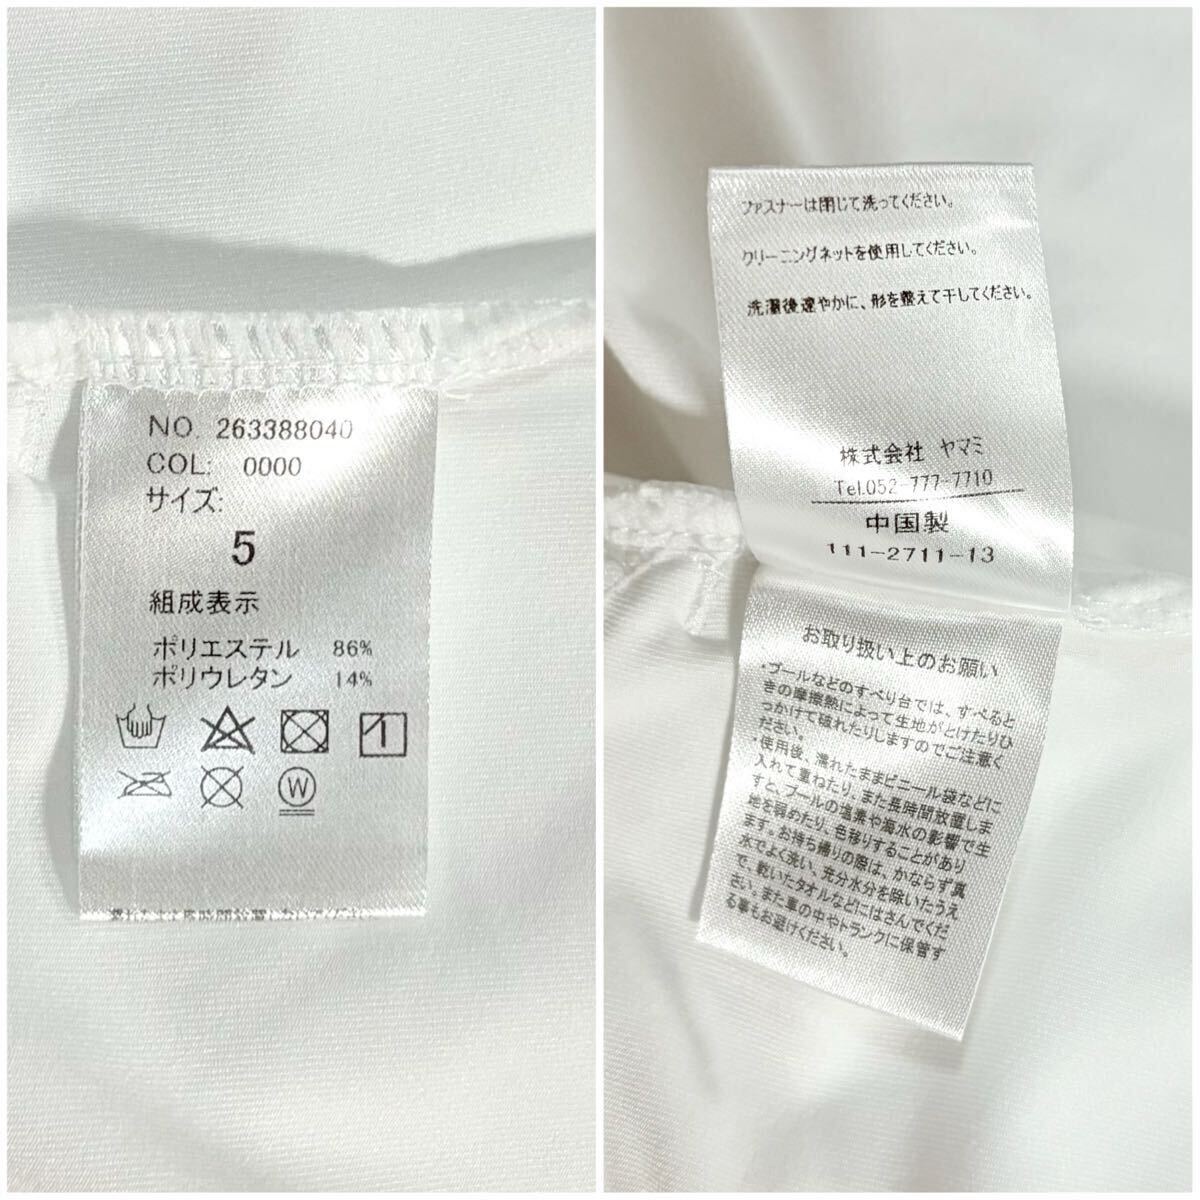 NO. 263388040
COL: 0000
サイズ:
5
組成表示
ポリエステル 86%
ポリウレタン 14%
W
ファスナーは閉じて洗ってください。
クリーニングネットを使用してください。
洗濯後速やかに、形を整えて干してください。
株式会社 ヤマミ
Tel.052-777-7710
中国製
111-2711-13
お取り扱い上のお願い
・プールなどのすべり台では、すべると
きの摩擦熱によって生地がとけたりひ
っかけて破れたりしますのでご注意く
ださい。
・使用後、濡れたままビニール袋などに
入れて重ねたり、また長時間放置しま
すと、プールの塩素や海水の影響で生
地を弱めたり、色移りすることがあり
ます。お持ち帰りの際は、かならず真
水でよく洗い、充分水分を除いたうえ
で、乾いたタオルなどにはさんでくだ
さい。また車の中やトランクに保管す
る事もお避けください。